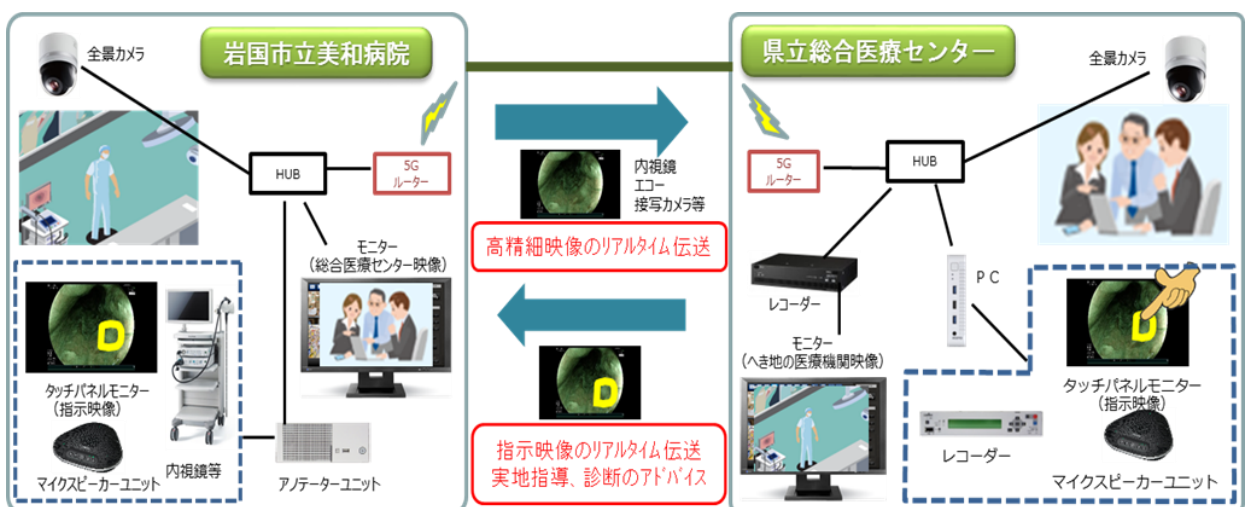 岩国市立美和病院
全景カメラ
HUB
5G
ルーター
モニター
(総合医療センター映像)
タッチパネルモニター
(指示映像)
マイクスピーカーユニット
内視鏡等
アノテーターユニット
内視鏡
エコー
接写カメラ等
高精細映像のリアルタイム伝送
指示映像のリアルタイム伝送
実地指導、診断のアドバイス
県立総合医療センター
全景カメラ
HUB
5G
ルーター
レコーダー
PC
モニター
(へき地の医療機関映像)
タッチパネルモニター
(指示映像)
レコーダー
マイクスピーカーユニット